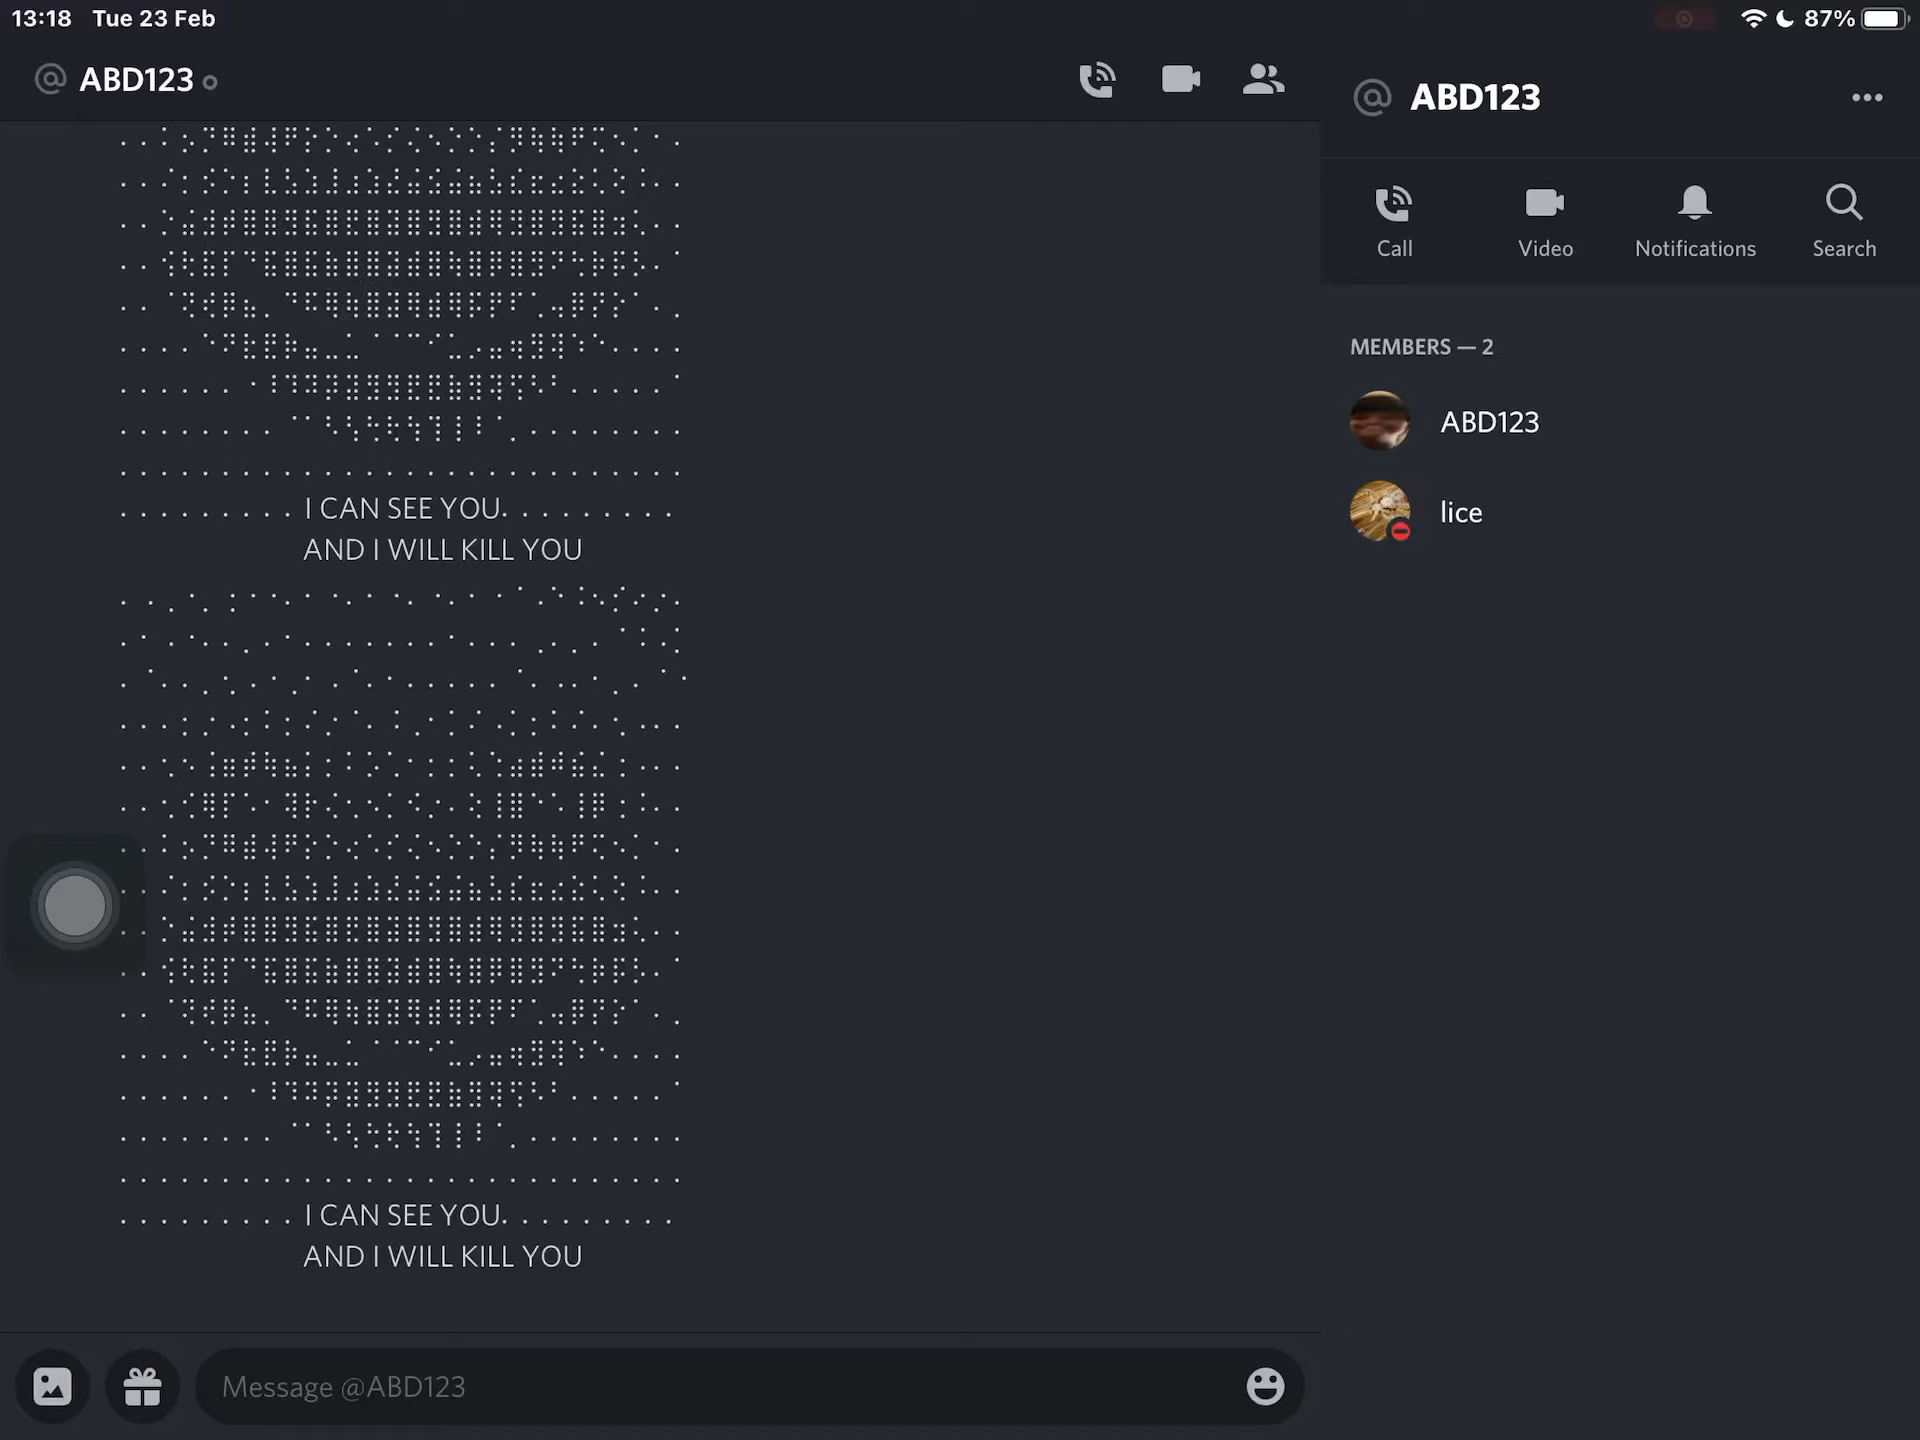 13:18 Tue 23 Feb
87%
ABD123
I CAN SEE YOU
AND I WILL KILL YOU
I CAN SEE YOU
AND I WILL KILL YOU
Message @ABD123
ABD123
Call Video Notifications Search
MEMBERS — 2
ABD123
lice